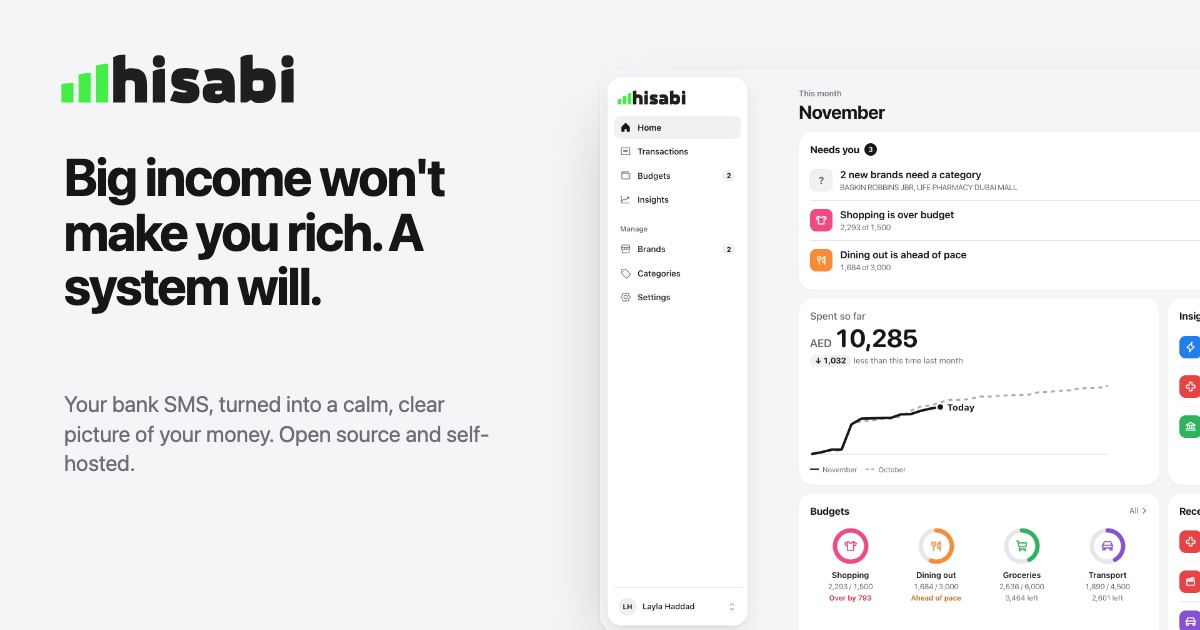 hisabi
Big income won't
make you rich. A
system will.
Your bank SMS, turned into a calm, clear
picture of your money. Open source and self-
hosted.
hisabi
Home
Transactions
Budgets 2
Insights
Manage
Brands 2
Categories
Settings
LH Layla Haddad
This month
November
Needs you 3
? 2 new brands need a category
BASKIN ROBBINS JBR, LIFE PHARMACY DUBAI MALL
Shopping is over budget
2,293 of 1,500
Dining out is ahead of pace
1,684 of 3,000
Spent so far
AED 10,285
↓ 1,032 less than this time last month
Today
November October
Insig
Budgets All
Shopping
2,293 / 1,500
Over by 793
Dining out
1,684 / 3,000
Ahead of pace
Groceries
2,536 / 6,000
3,464 left
Transport
1,899 / 4,500
2,601 left
Rece